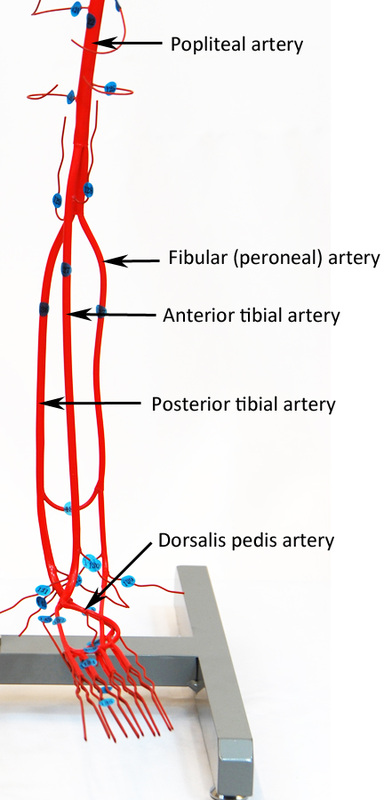 Popliteal artery
Fibular (peroneal) artery
Anterior tibial artery
Posterior tibial artery
Dorsalis pedis artery